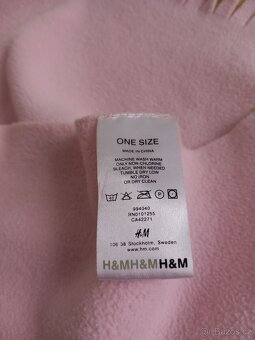 ONE SIZE
MADE IN CHINA
MACHINE WASH WARM
ONLY NON-CHLORINE
BLEACH, WHEN NEEDED
TUMBLE DRY LOW
NO IRON
OR DRY CLEAN
994040
RN0101255
CA42271
H&M
106 38 Stockholm, Sweden
www.hm.com
H&MH&MH&M